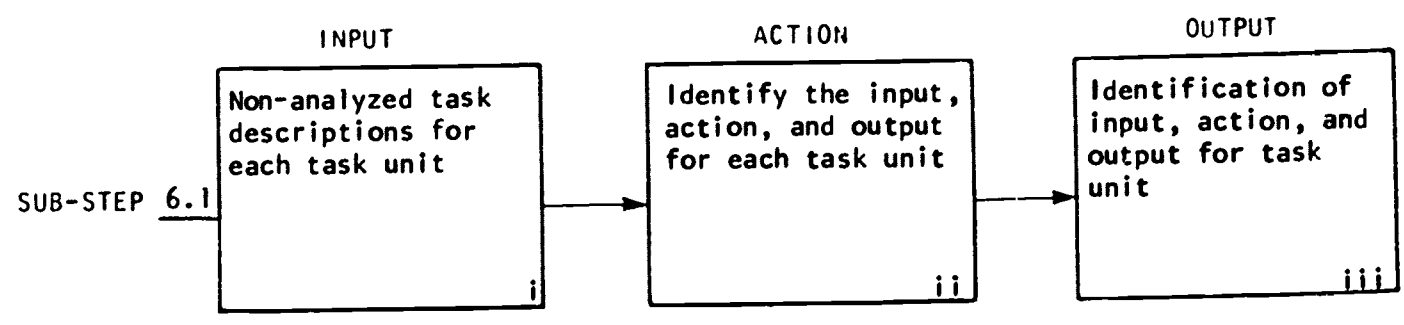 INPUT
Non-analyzed task
descriptions for
each task unit
i
ACTION
Identify the input,
action, and output
for each task unit
ii
OUTPUT
Identification of
input, action, and
output for task
unit
iii
SUB-STEP 6.1